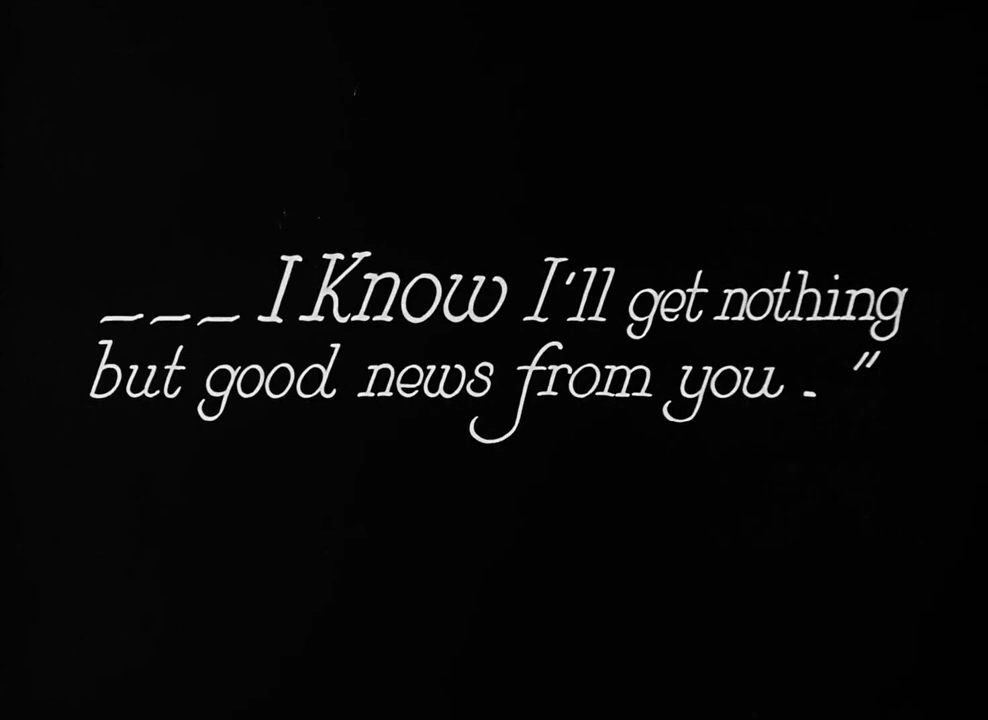 ___ I Know I'll get nothing
but good news from you . "